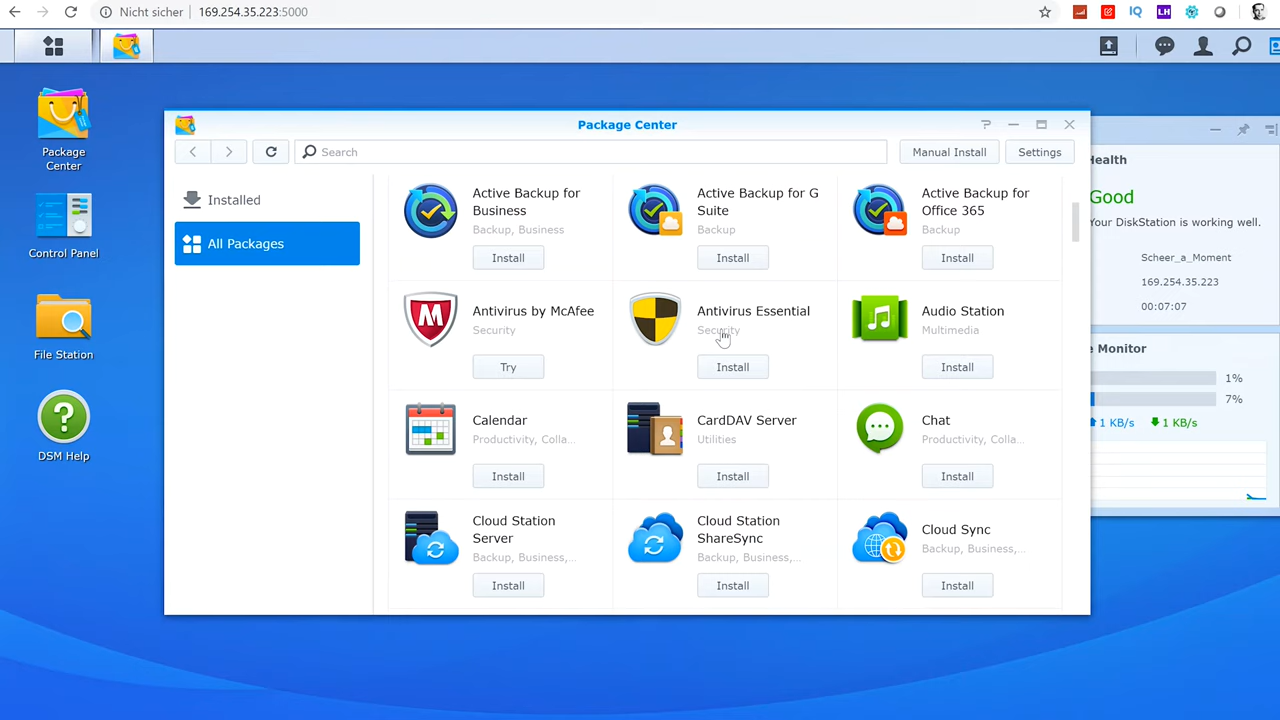 Nicht sicher
169.254.35.223:5000
IQ
LH
Package Center
Package
Center
Control Panel
File Station
DSM Help
Search
Manual Install
Settings
Installed
All Packages
Active Backup for
Business
Backup, Business
Install
Active Backup for G
Suite
Backup
Install
Active Backup for
Office 365
Backup
Install
Antivirus by McAfee
Security
Try
Antivirus Essential
Security
Install
Audio Station
Multimedia
Install
Calendar
Productivity, Colla...
Install
CardDAV Server
Utilities
Install
Chat
Productivity, Colla...
Install
Cloud Station
Server
Backup, Business,...
Install
Cloud Station
ShareSync
Backup, Business,...
Install
Cloud Sync
Backup, Business,...
Install
Health
Good
Your DiskStation is working well.
Scheer_a_Moment
169.254.35.223
00:07:07
e Monitor
1%
7%
1 KB/s
1 KB/s